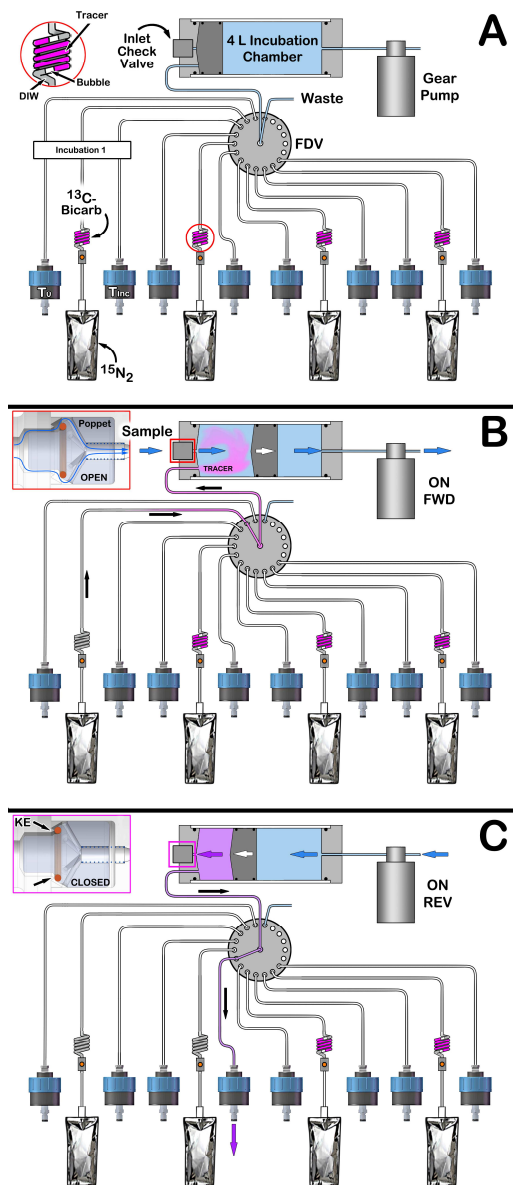 A
Tracer
Bubble
DIW
Inlet
Check
Valve
4 L Incubation
Chamber
Gear
Pump
Waste
FDV
Incubation 1
13C-
Bicarb
T0
TInc
15N2
B
Poppet
OPEN
Sample
TRACER
ON
FWD
C
KE
CLOSED
ON
REV